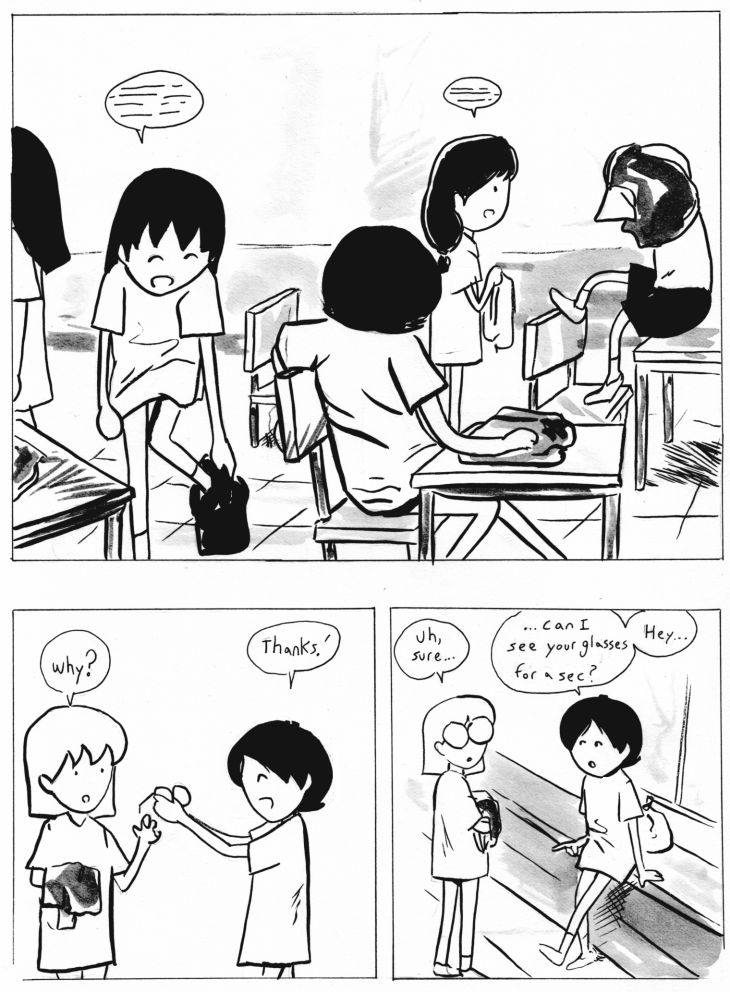 Hey...
...can I
see your glasses
for a sec?
Uh,
sure...
Thanks!
Why?